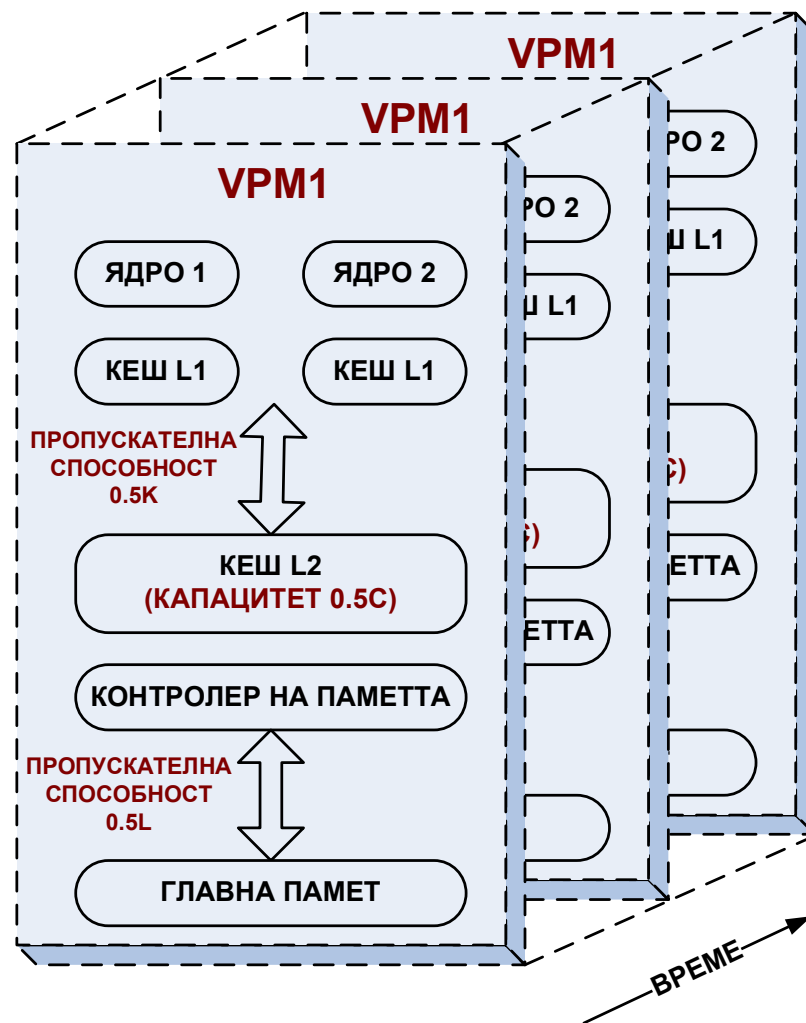 VPM1
VPM1
VPM1
ЯДРО 1
ЯДРО 2
КЕШ L1
КЕШ L1
ПРОПУСКАТЕЛНА
СПОСОБНОСТ
0.5K
КЕШ L2
(КАПАЦИТЕТ 0.5C)
КОНТРОЛЕР НА ПАМЕТТА
ПРОПУСКАТЕЛНА
СПОСОБНОСТ
0.5L
ГЛАВНА ПАМЕТ
РО 2
Ш L1
ЕТТА
РО 2
Ш L1
ЕТТА
ВРЕМЕ